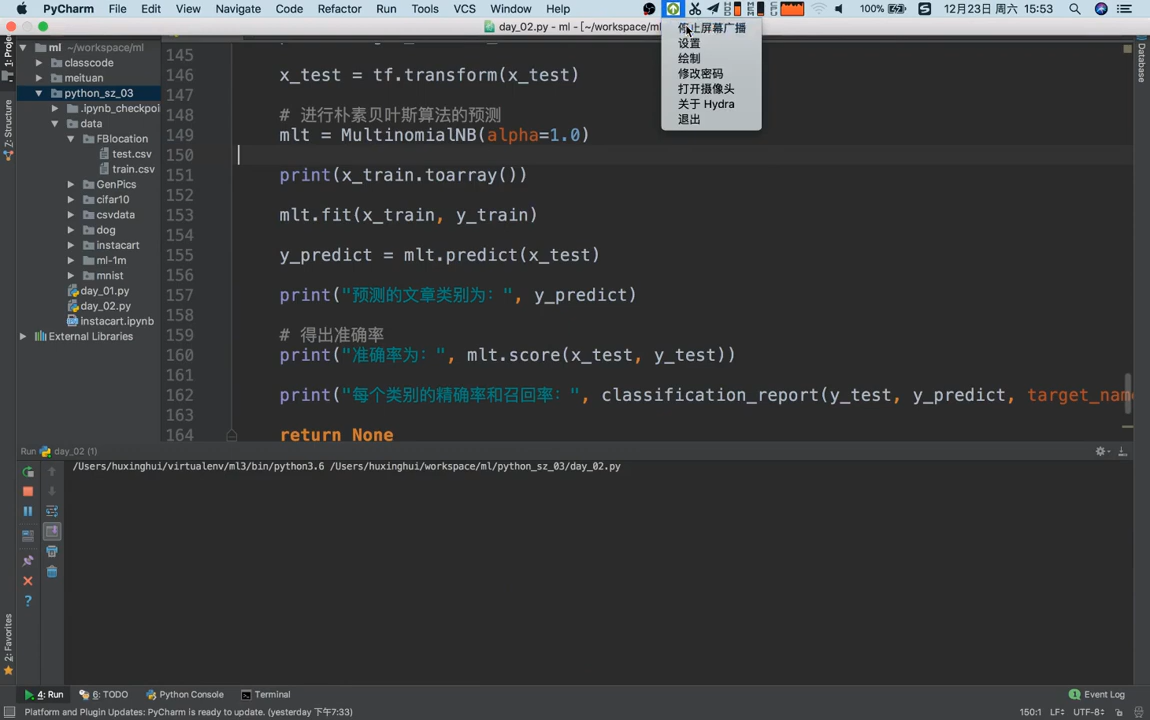 PyCharm File Edit View Navigate Code Refactor Run Tools VCS Window Help 100% 12月23日 周六 15:53
day_02.py - ml - [~/workspace/ml
停止屏幕广播
设置
绘制
修改密码
打开摄像头
关于 Hydra
退出
1: Proje
Z: Structure
2: Favorites
Database
ml ~/workspace/ml
classcode
meituan
python_sz_03
.ipynb_checkpoi
data
FBlocation
test.csv
train.csv
GenPics
cifar10
csvdata
dog
instacart
ml-1m
mnist
day_01.py
day_02.py
instacart.ipynb
External Libraries
145
146 x_test = tf.transform(x_test)
147
148 # 进行朴素贝叶斯算法的预测
149 mlt = MultinomialNB(alpha=1.0)
150
151 print(x_train.toarray())
152
153 mlt.fit(x_train, y_train)
154
155 y_predict = mlt.predict(x_test)
156
157 print("预测的文章类别为：", y_predict)
158
159 # 得出准确率
160 print("准确率为：", mlt.score(x_test, y_test))
161
162 print("每个类别的精确率和召回率：", classification_report(y_test, y_predict, target_nam
163
164 return None
Run day_02 (1)
/Users/huxinghui/virtualenv/ml3/bin/python3.6 /Users/huxinghui/workspace/ml/python_sz_03/day_02.py
4: Run 6: TODO Python Console Terminal 1 Event Log
Platform and Plugin Updates: PyCharm is ready to update. (yesterday 下午7:33) 150:1 LF÷ UTF-8÷